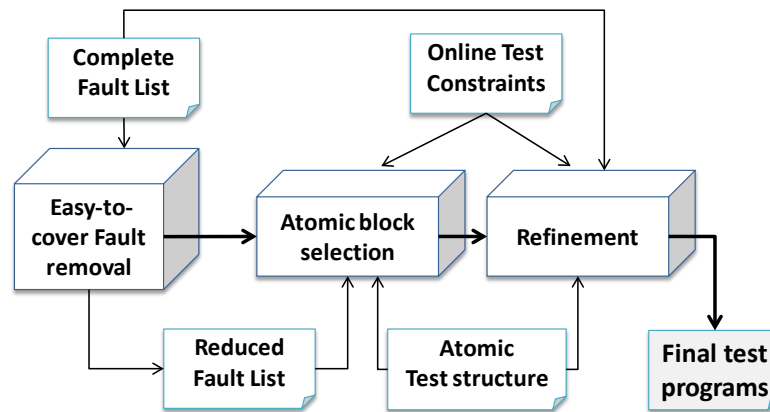 Complete
Fault List
Online Test
Constraints
Easy-to-
cover Fault
removal
Atomic block
selection
Refinement
Reduced
Fault List
Atomic
Test structure
Final test
programs